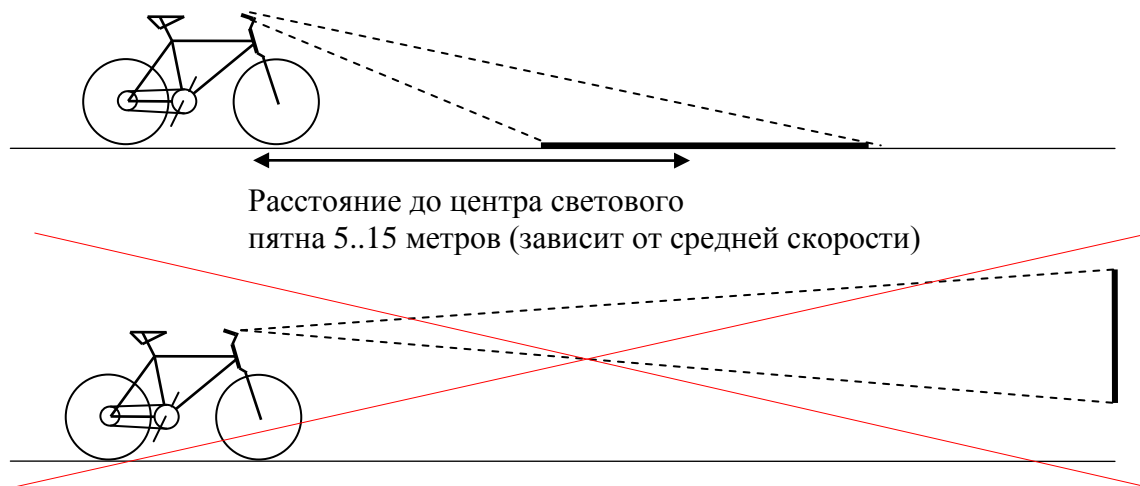 Расстояние до центра светового
пятна 5..15 метров (зависит от средней скорости)